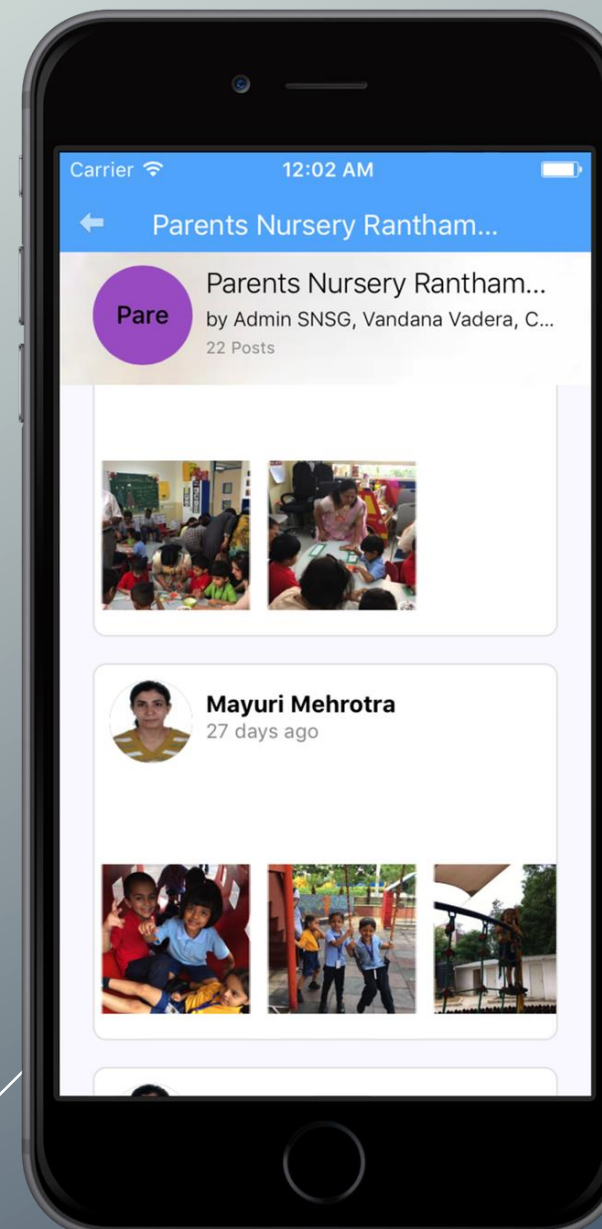 Carrier 12:02 AM
Parents Nursery Rantham...
Pare
Parents Nursery Rantham...
by Admin SNSG, Vandana Vadera, C...
22 Posts
Mayuri Mehrotra
27 days ago